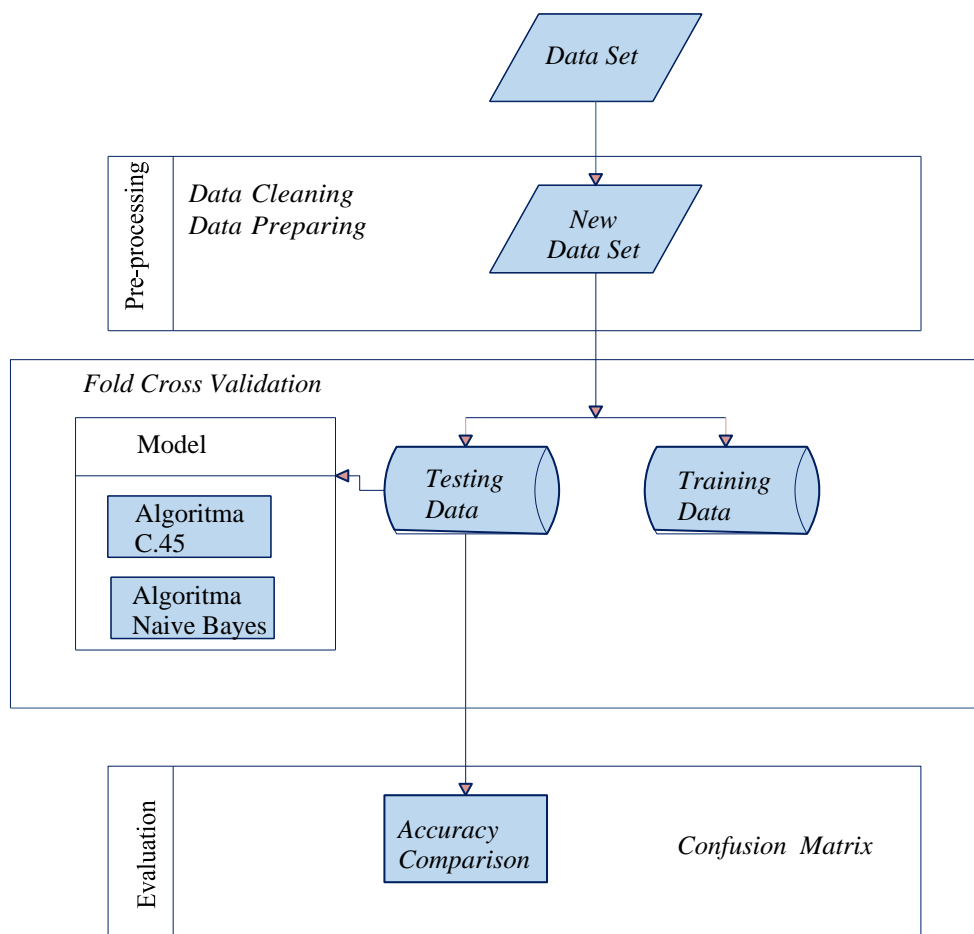 Data Set
Pre-processing
Data Cleaning
Data Preparing
New
Data Set
Fold Cross Validation
Model
Algoritma
C.45
Algoritma
Naive Bayes
Testing
Data
Training
Data
Evaluation
Accuracy
Comparison
Confusion Matrix